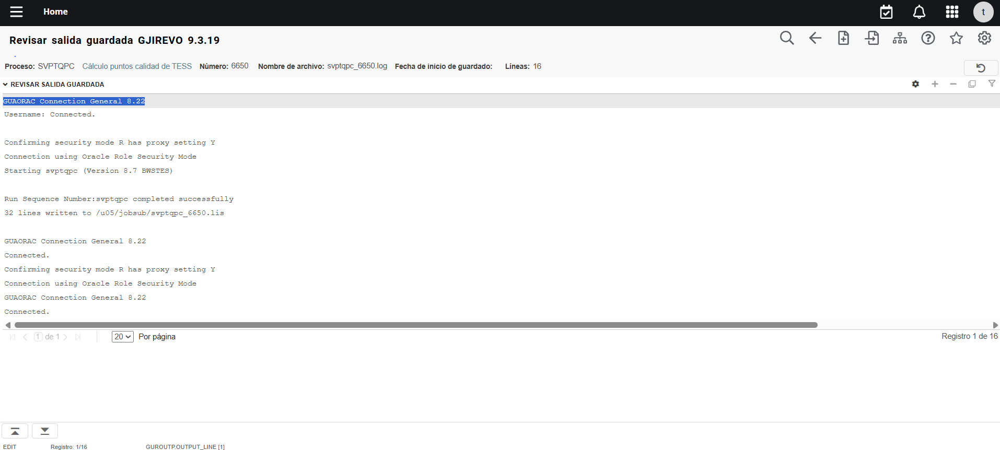 Home
t
Revisar salida guardada GJIREVO 9.3.19
Proceso: SVPTQPC Cálculo puntos calidad de TESS Número: 6650 Nombre de archivo: svptqpc_6650.log Fecha de inicio de guardado: Líneas: 16
REVISAR SALIDA GUARDADA
GUAORAC Connection General 8.22
Username: Connected.
Confirming security mode R has proxy setting Y
Connection using Oracle Role Security Mode
Starting svptqpc (Version 8.7 BWSTES)
Run Sequence Number:svptqpc completed successfully
32 lines written to /u05/jobsub/svptqpc_6650.lis
GUAORAC Connection General 8.22
Connected.
Confirming security mode R has proxy setting Y
Connection using Oracle Role Security Mode
GUAORAC Connection General 8.22
Connected.
1 de 1 20 Por página Registro 1 de 16
EDIT Registro: 1/16 GUROUTP.OUTPUT_LINE [1]